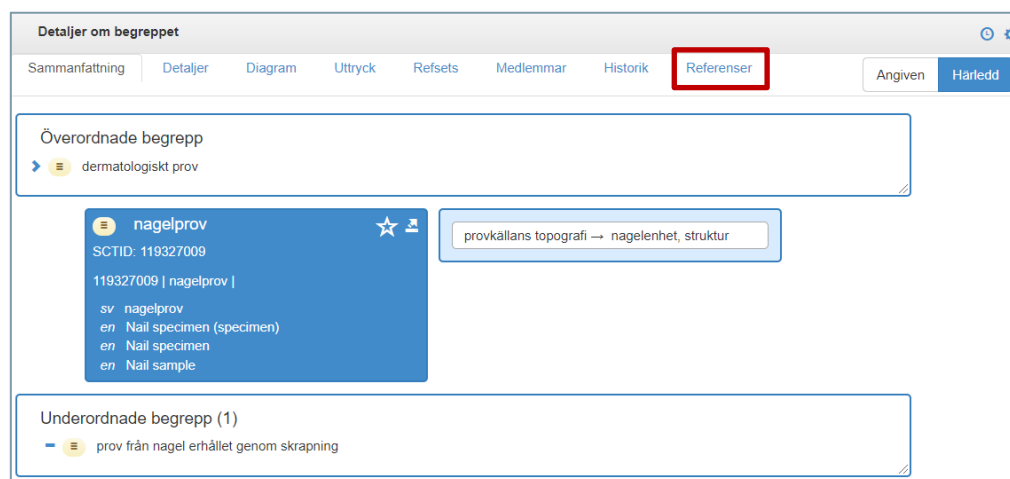 Detaljer om begreppet
Sammanfattning Detaljer Diagram Uttryck Refsets Medlemmar Historik Referenser Angiven Härledd
Överordnade begrepp
dermatologiskt prov
nagelprov
SCTID: 119327009
119327009 | nagelprov |
sv nagelprov
en Nail specimen (specimen)
en Nail specimen
en Nail sample
provkällans topografi → nagelenhet, struktur
Underordnade begrepp (1)
prov från nagel erhållet genom skrapning